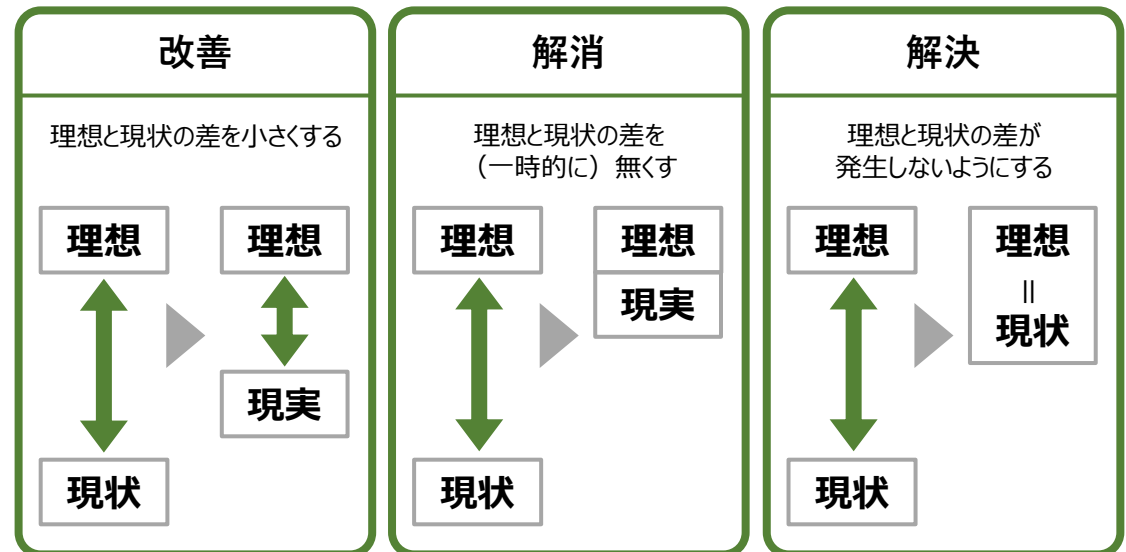 改善
理想と現状の差を小さくする
理想
理想
現実
現状
解消
理想と現状の差を
（一時的に）無くす
理想
理想
現実
現状
解決
理想と現状の差が
発生しないようにする
理想
理想
＝
現状
現状